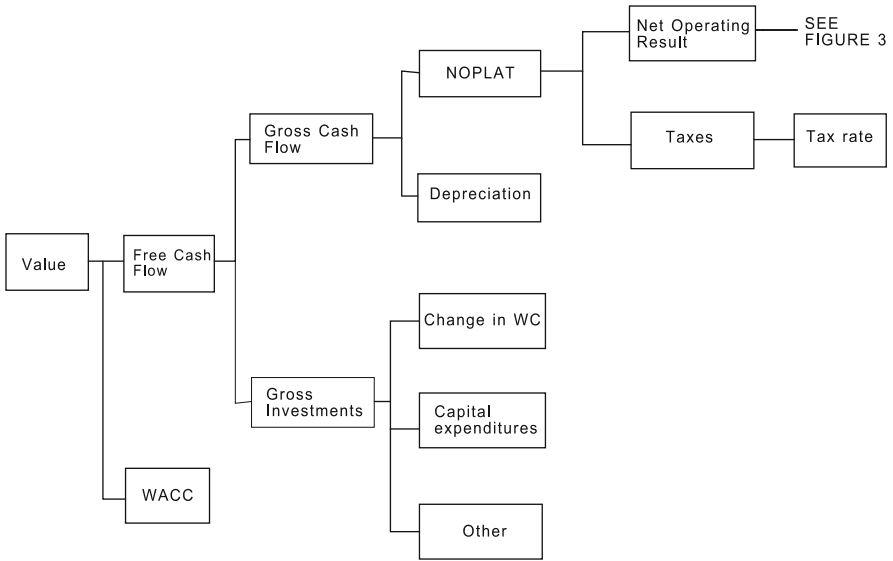 Net Operating
Result
SEE
FIGURE 3
NOPLAT
Gross Cash
Flow
Taxes
Tax rate
Depreciation
Value
Free Cash
Flow
Change in WC
Gross
Investments
Capital
expenditures
WACC
Other